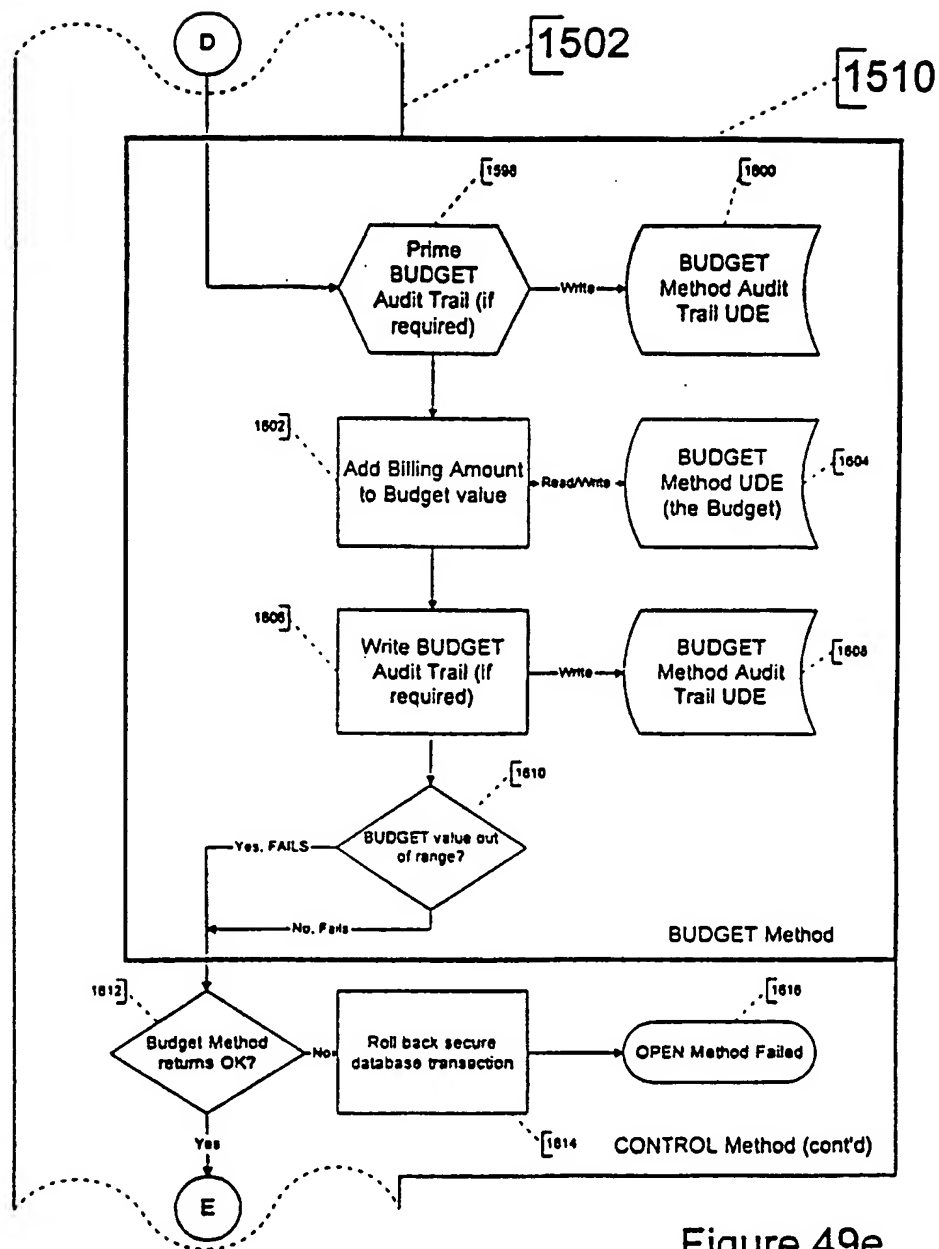 D
1502
1510
1598
1600
Prime
BUDGET
Audit Trail (if
required)
Write
BUDGET
Method Audit
Trail UDE
1602
Add Billing Amount
to Budget value
Read/Write
BUDGET
Method UDE
(the Budget)
1604
1606
Write BUDGET
Audit Trail (if
required)
Write
BUDGET
Method Audit
Trail UDE
1608
1610
BUDGET value out
of range?
Yes, FAILS
No, Fails
BUDGET Method
1612
Budget Method
returns OK?
No
Roll back secure
database transaction
1616
OPEN Method Failed
Yes
1614
CONTROL Method (cont'd)
E
Figure 49e